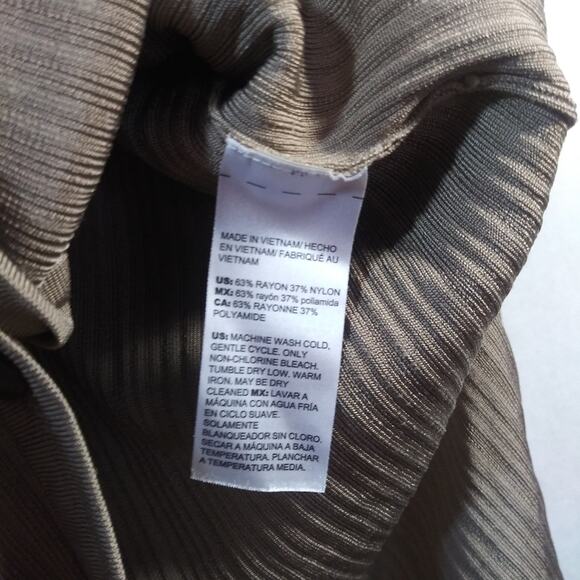 MADE IN VIETNAM/ HECHO
EN VIETNAM/ FABRIQUÉ AU
VIETNAM
US: 63% RAYON 37% NYLON
MX: 63% rayón 37% poliamida
CA: 63% RAYONNE 37%
POLYAMIDE
US: MACHINE WASH COLD,
GENTLE CYCLE. ONLY
NON-CHLORINE BLEACH.
TUMBLE DRY LOW. WARM
IRON. MAY BE DRY
CLEANED MX: LAVAR A
MÁQUINA CON AGUA FRÍA
EN CICLO SUAVE.
SOLAMENTE
BLANQUEADOR SIN CLORO.
SECAR A MÁQUINA A BAJA
TEMPERATURA. PLANCHAR
A TEMPERATURA MEDIA.